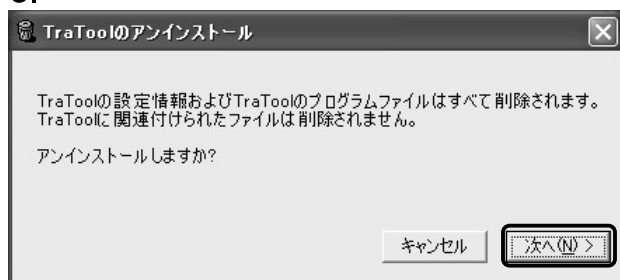 TraToolのアンインストール
TraToolの設定情報およびTraToolのプログラムファイルはすべて削除されます。
TraToolに関連付けられたファイルは削除されません。
アンインストールしますか?
キャンセル
次へ(N) >